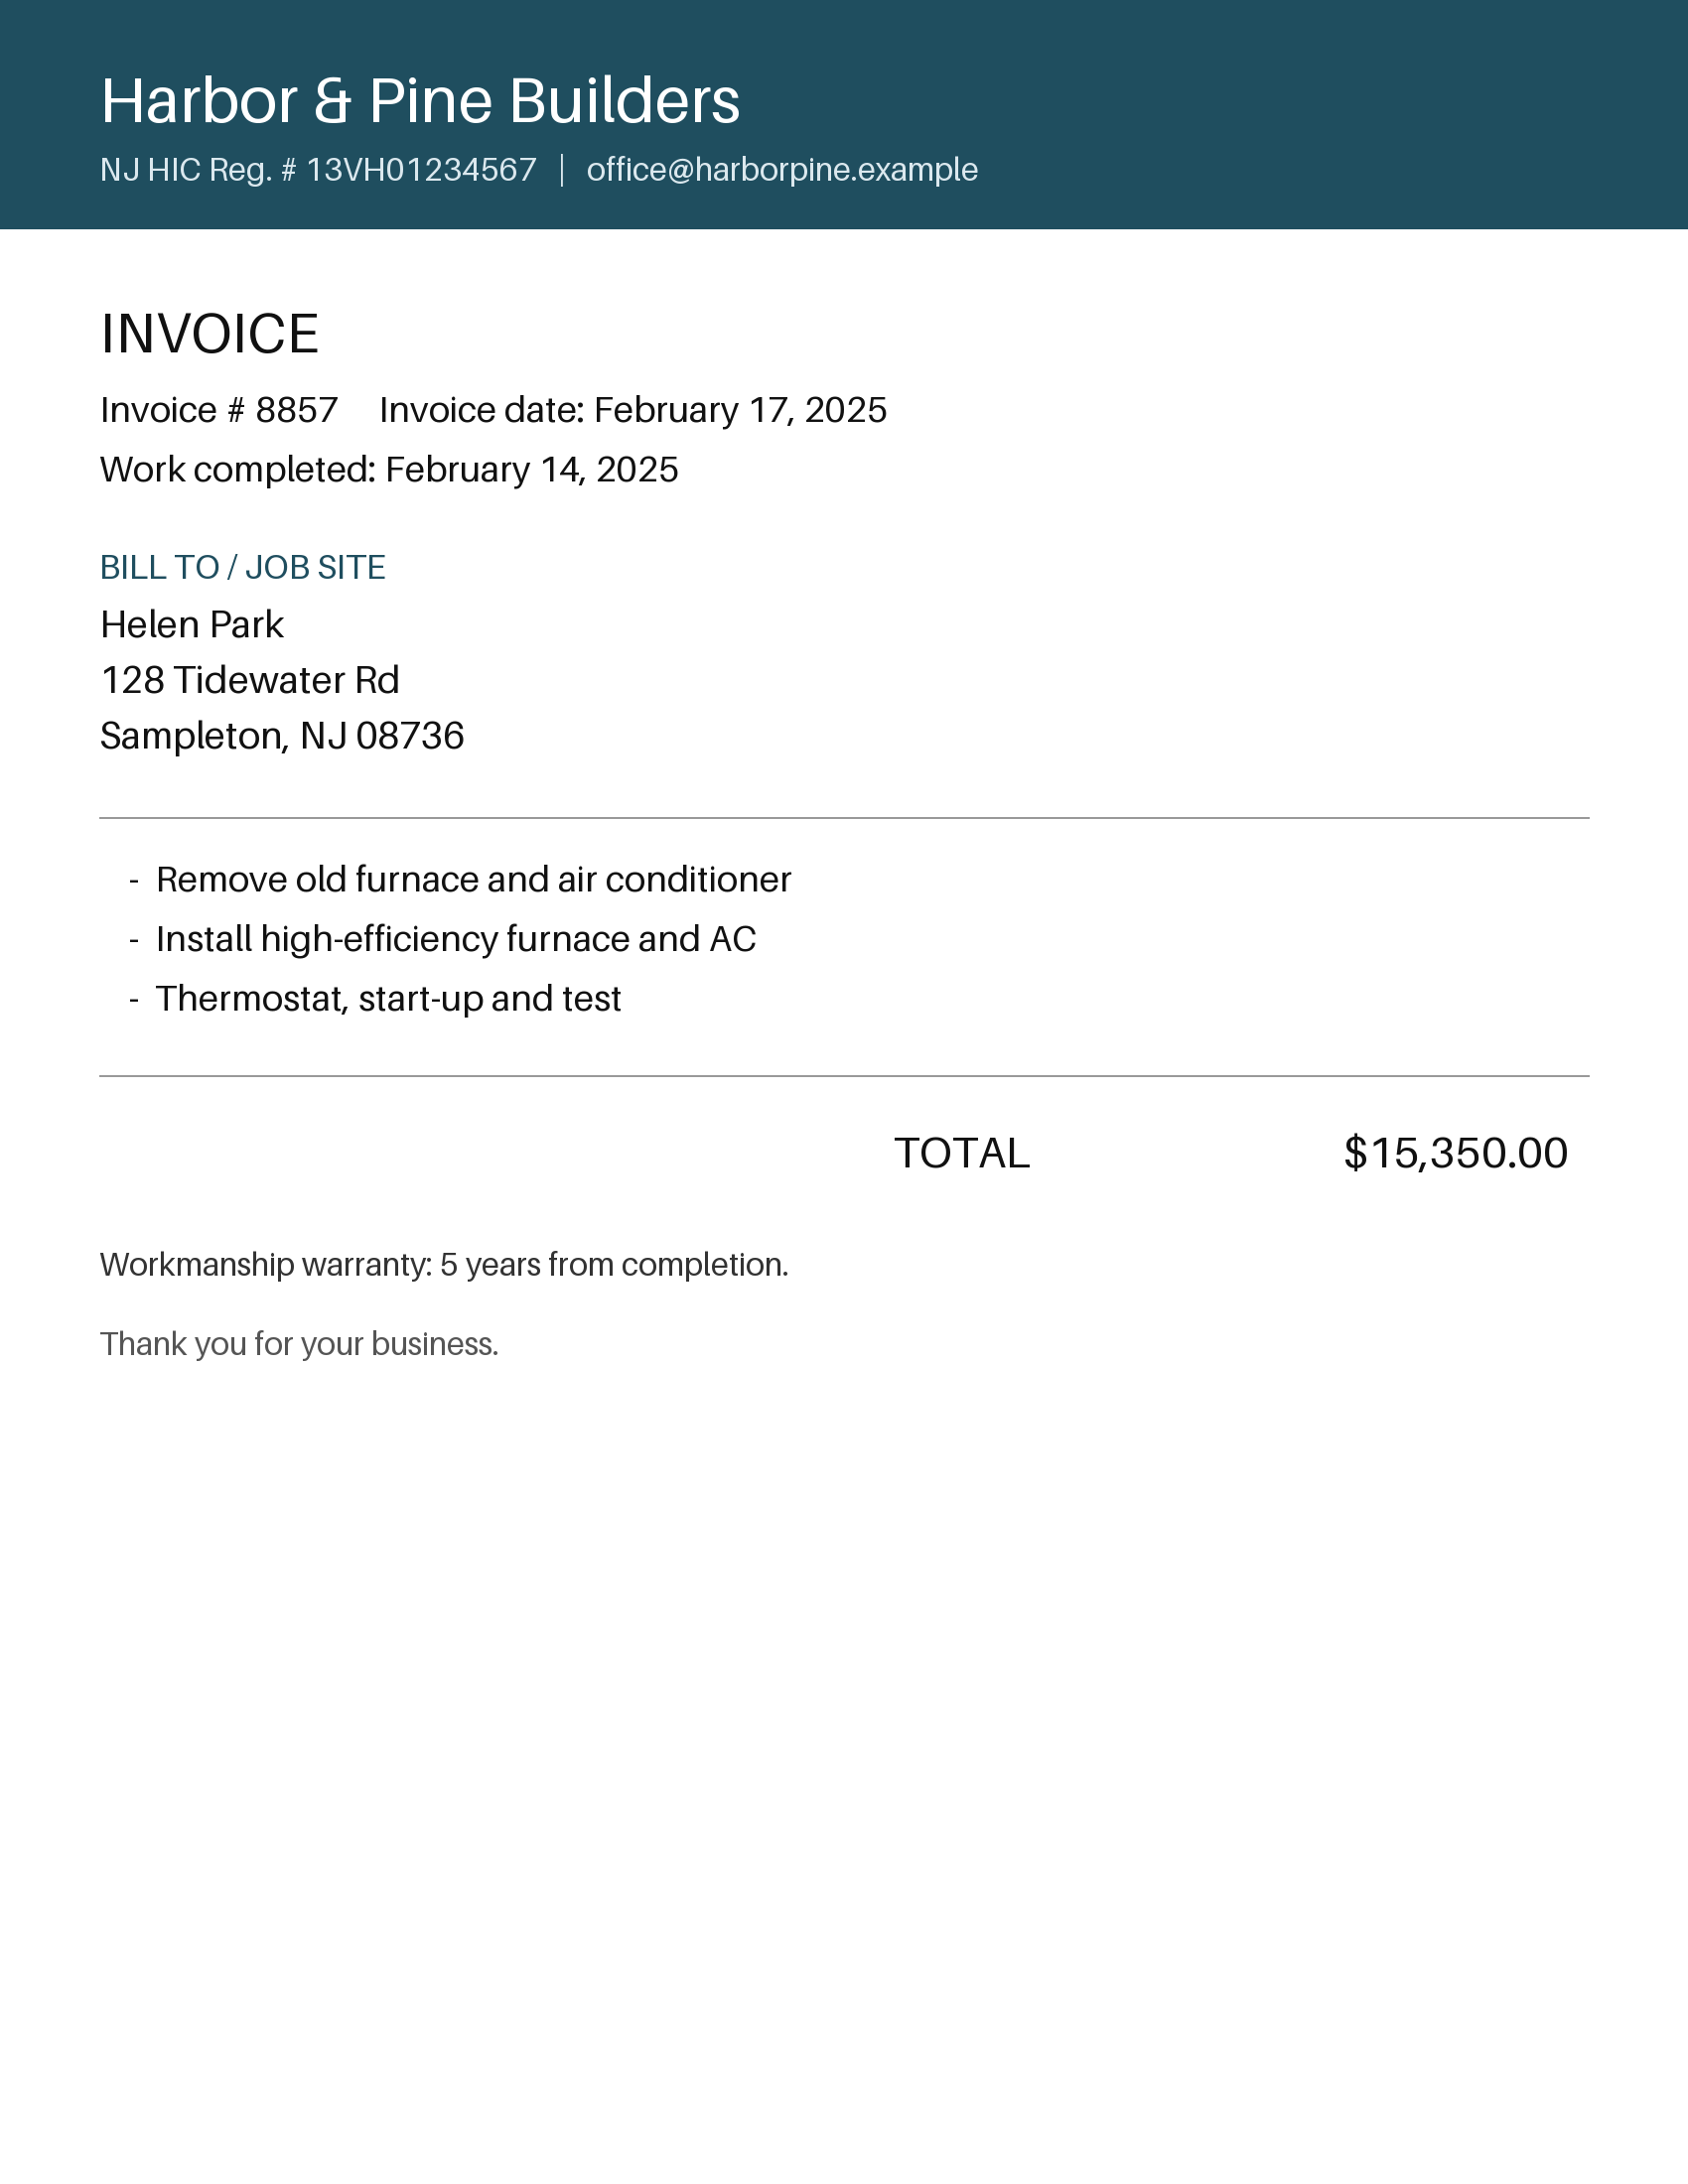 Harbor & Pine Builders
NJ HIC Reg. # 13VH01234567 | office@harborpine.example
INVOICE
Invoice # 8857 Invoice date: February 17, 2025
Work completed: February 14, 2025
BILL TO / JOB SITE
Helen Park
128 Tidewater Rd
Sampleton, NJ 08736
- Remove old furnace and air conditioner
- Install high-efficiency furnace and AC
- Thermostat, start-up and test
TOTAL $15,350.00
Workmanship warranty: 5 years from completion.
Thank you for your business.